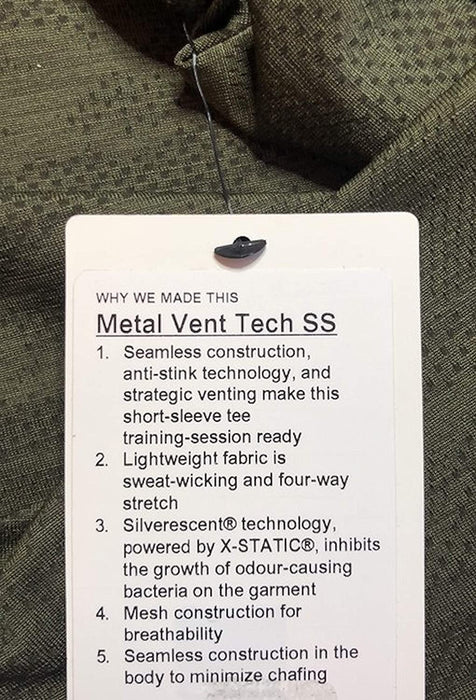 WHY WE MADE THIS
Metal Vent Tech SS
1. Seamless construction,
anti-stink technology, and
strategic venting make this
short-sleeve tee
training-session ready
2. Lightweight fabric is
sweat-wicking and four-way
stretch
3. Silverescent® technology,
powered by X-STATIC®, inhibits
the growth of odour-causing
bacteria on the garment
4. Mesh construction for
breathability
5. Seamless construction in the
body to minimize chafing